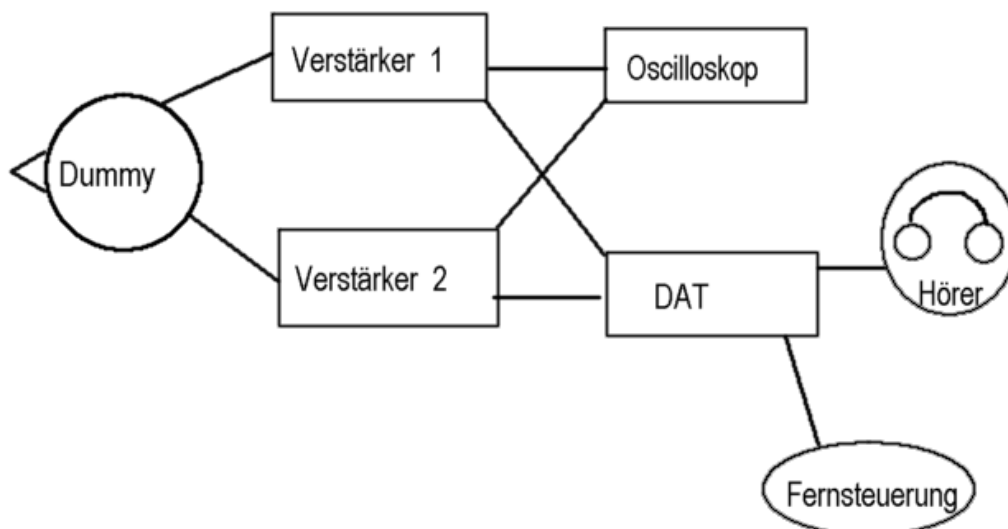 Verstärker 1
Oscilloskop
Dummy
Verstärker 2
DAT
Hörer
Fernsteuerung